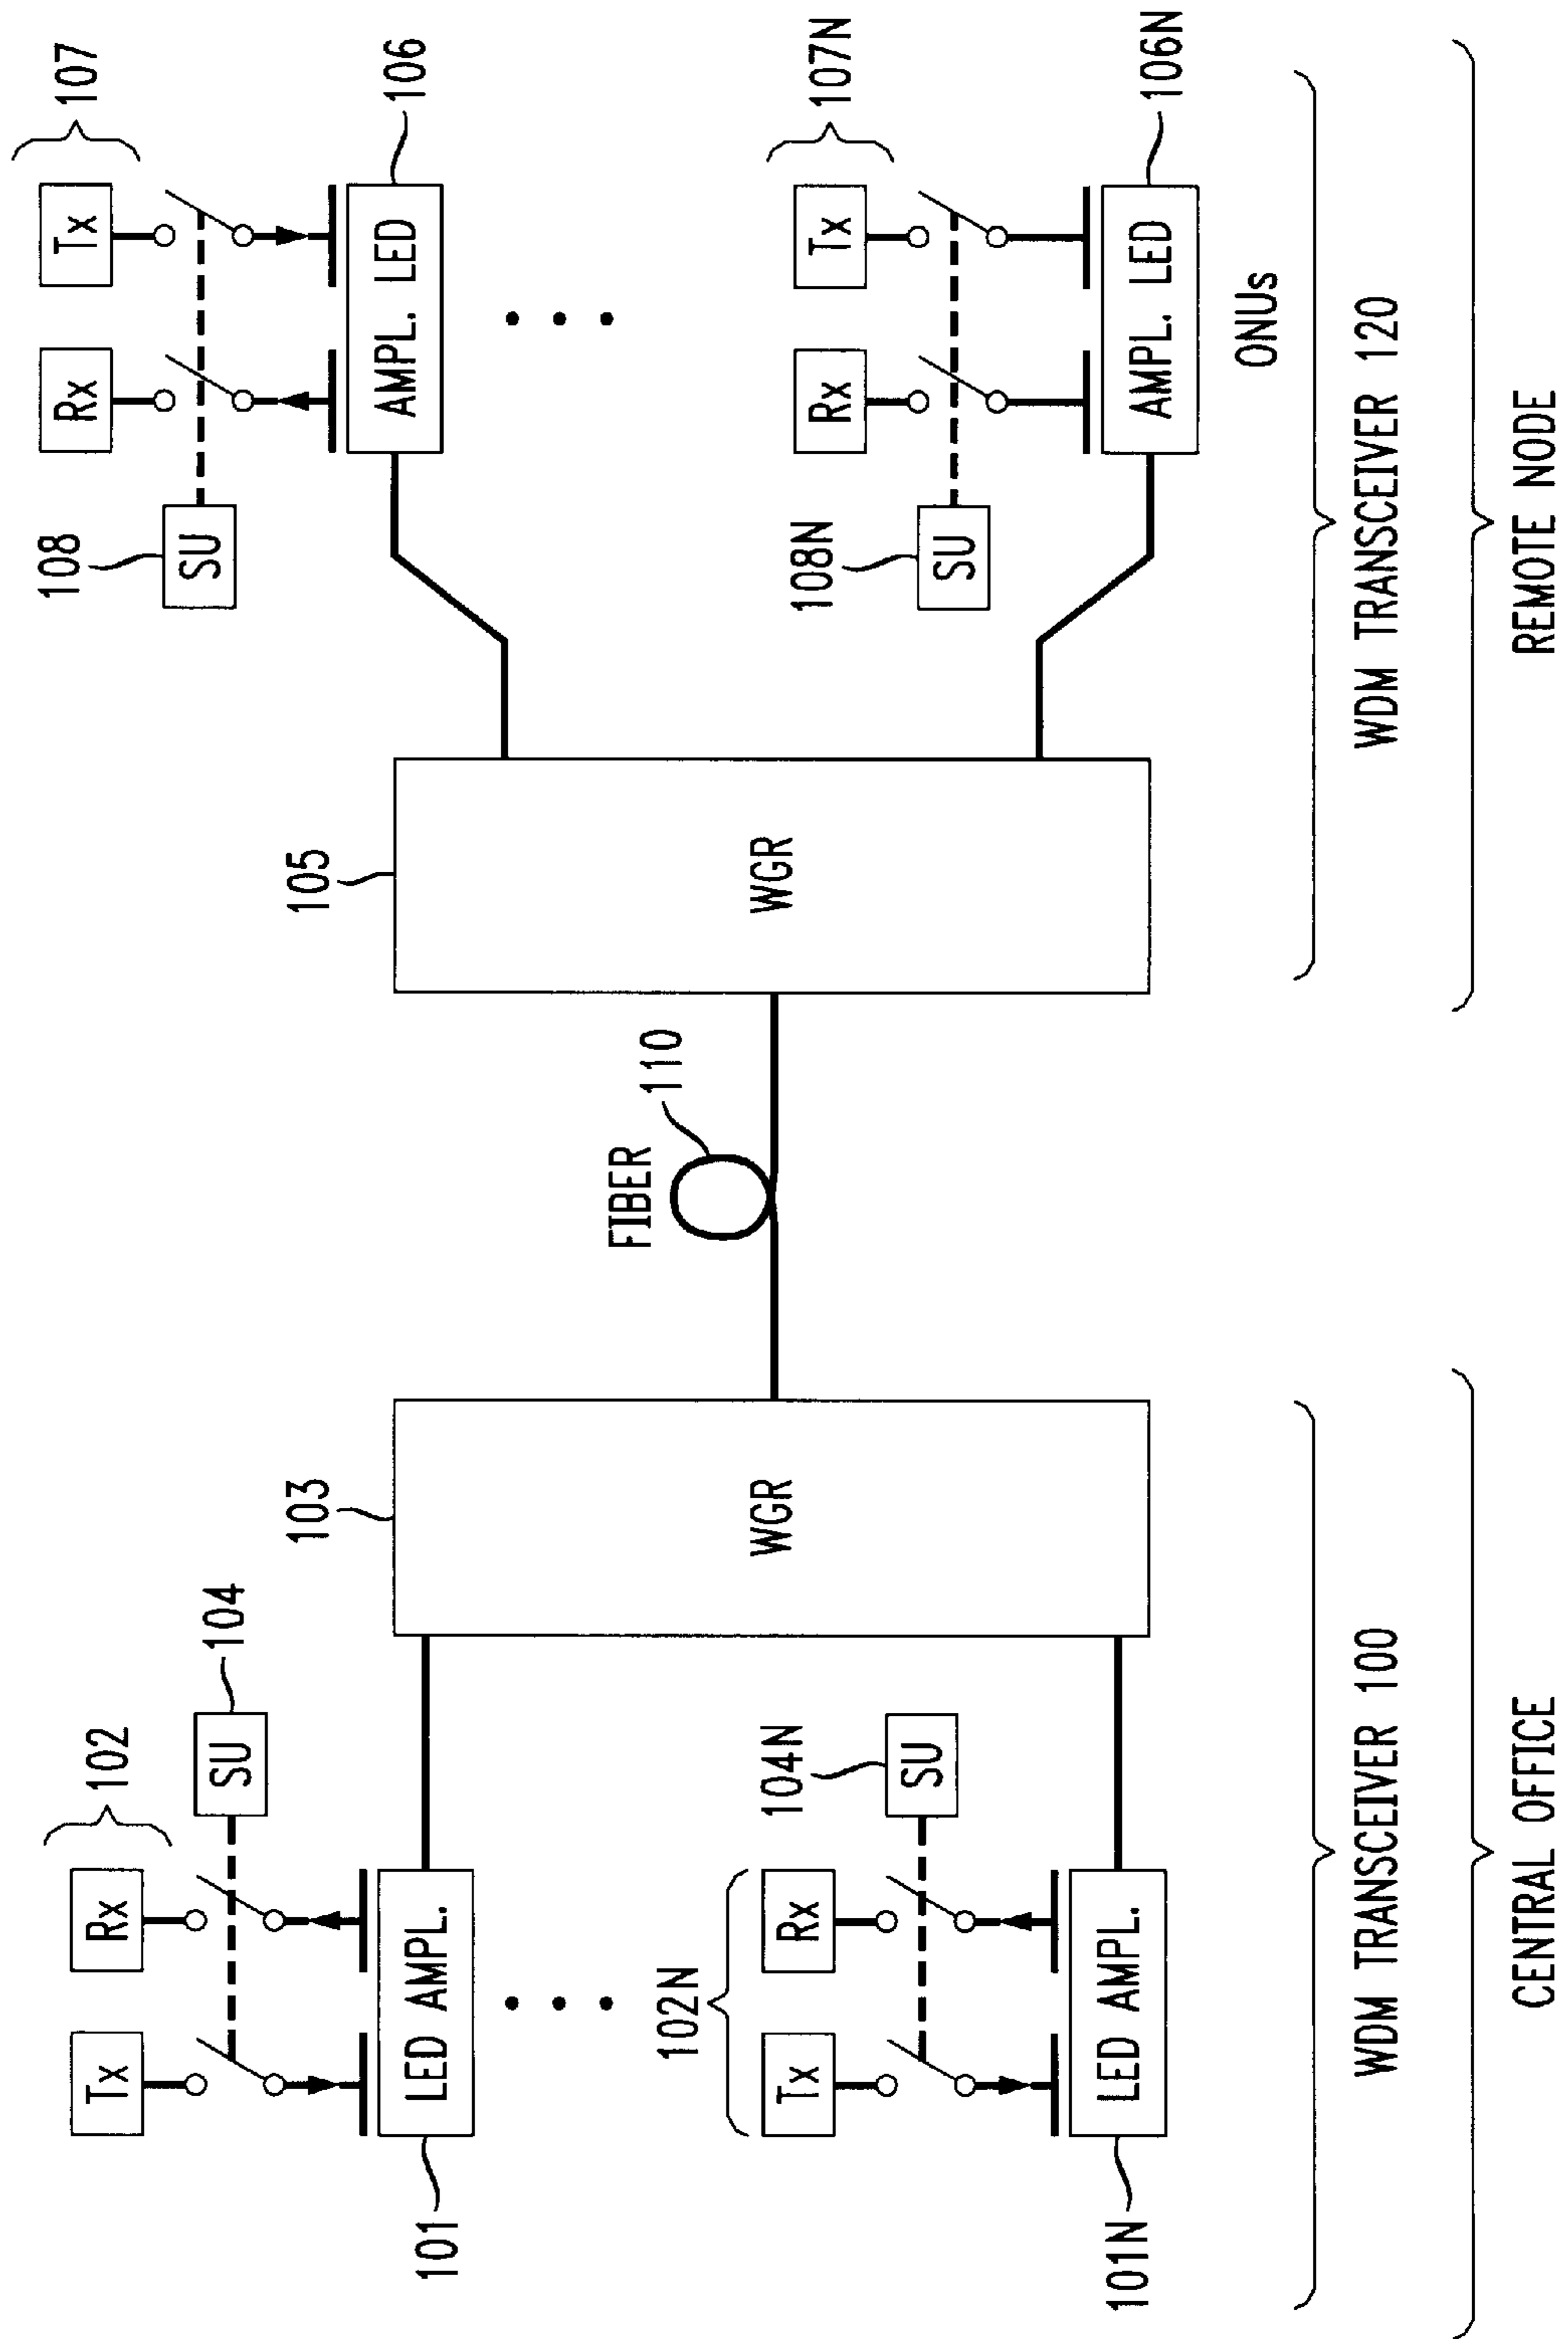 102
Tx
Rx
104
SU
101
LED AMPL.
102N
Tx
Rx
104N
SU
101N
LED AMPL.
103
WGR
WDM TRANSCEIVER 100
CENTRAL OFFICE
FIBER
110
105
WGR
107
Rx
Tx
108
SU
AMPL. LED
106
107N
Rx
Tx
108N
SU
AMPL. LED
106N
ONUs
WDM TRANSCEIVER 120
REMOTE NODE